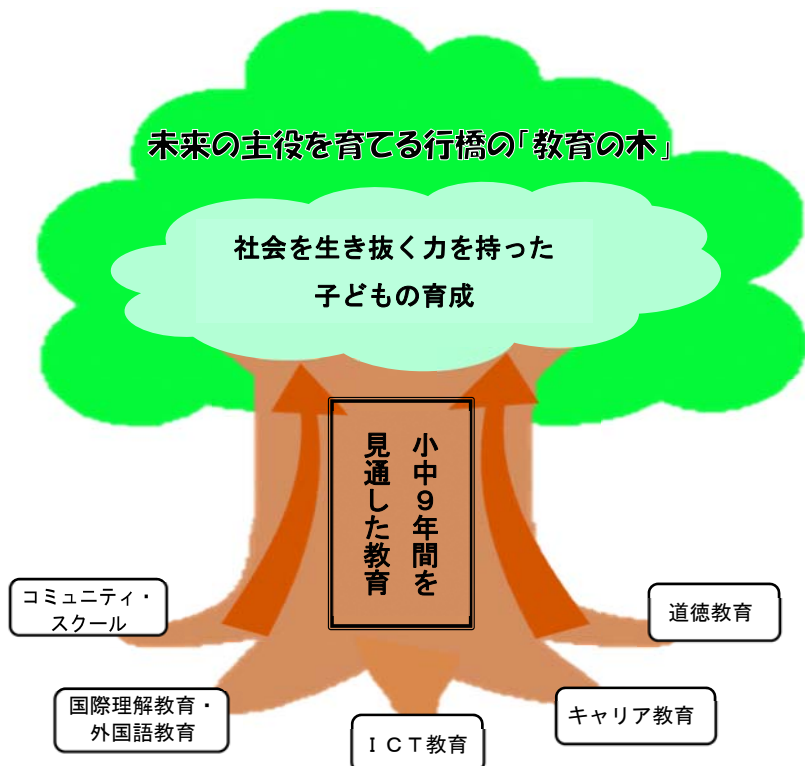 未来の主役を育てる行橋の「教育の木」
社会を生き抜く力を持った
子どもの育成
小中９年間を
見通した教育
コミュニティ・
スクール
国際理解教育・
外国語教育
ＩＣＴ教育
キャリア教育
道徳教育